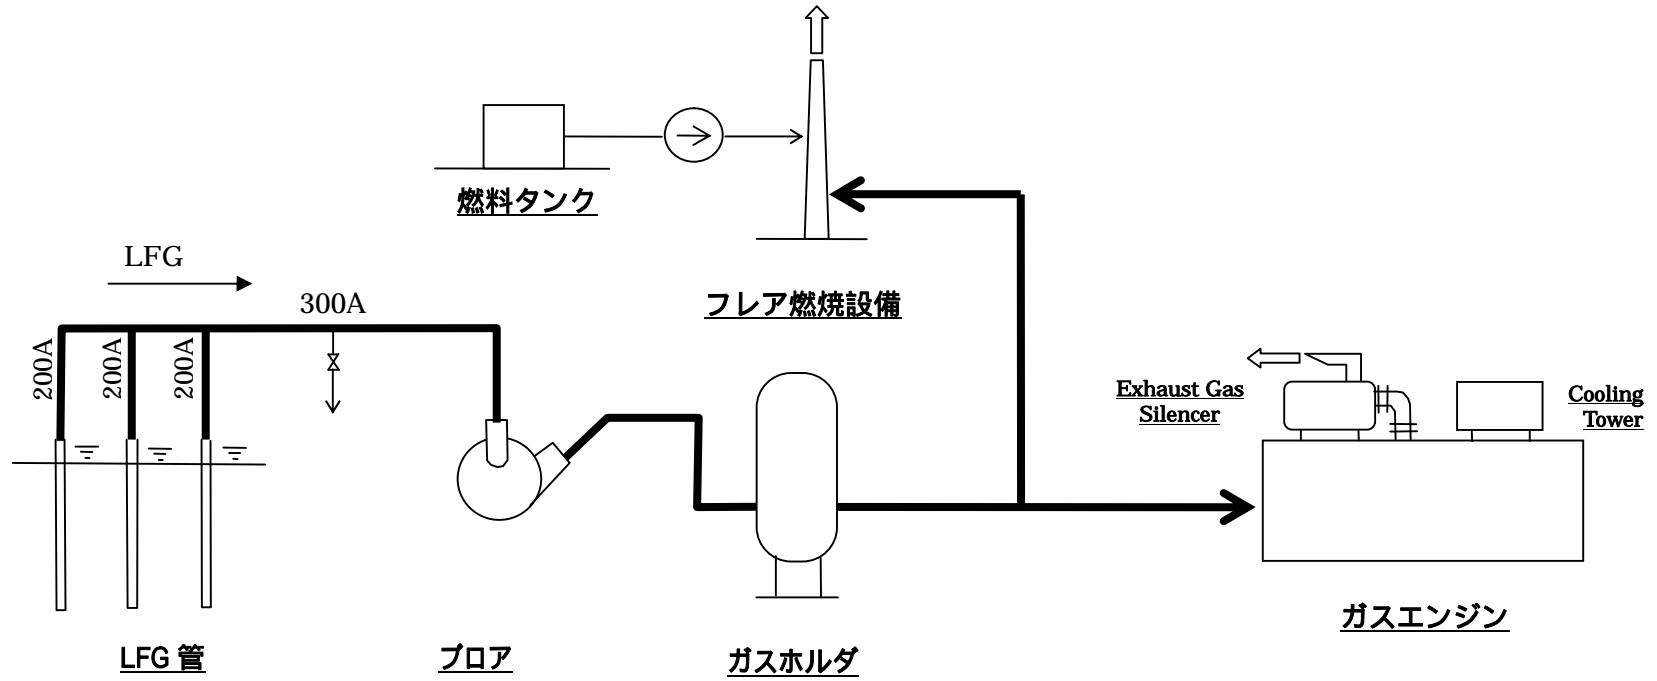 燃料タンク
LFG
300A
フレア燃焼設備
200A
200A
200A
Exhaust Gas
Silencer
Cooling
Tower
ガスエンジン
LFG 管
ブロア
ガスホルダ